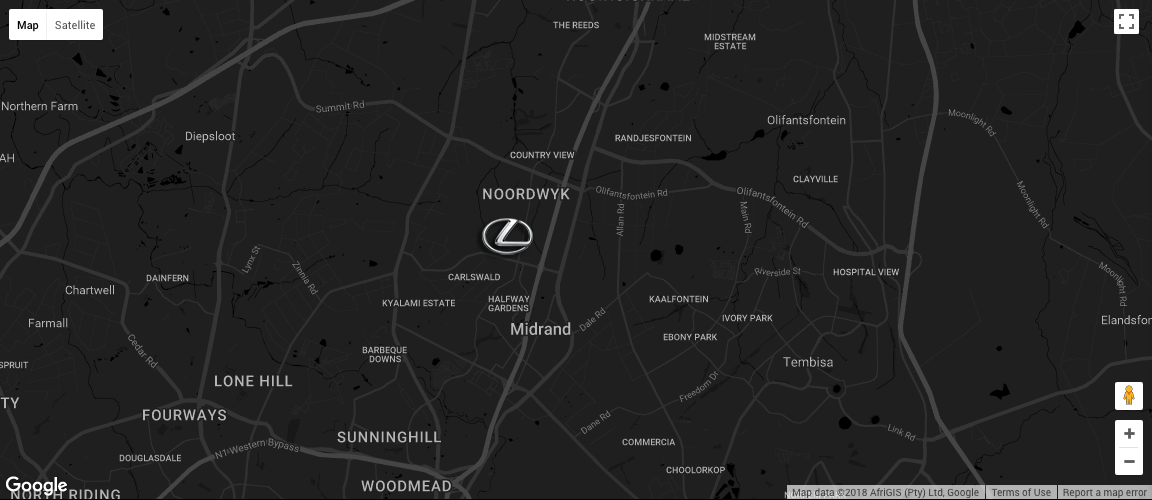 THE REEDS
Map
Satellite
MIDSTREAM
ESTATE
Northern Farm
Summit Rd
Moonlight Rd
Olifantsfontein
Diepsloot
RANDJESFONTEIN
AH
COUNTRY VIEW
CLAYVILLE
NOORDWYK
Olifantsfontein Rd
Olifantsfontein Rd
Moonlight Rd
Allan Rd
Main Rd
Lynx St
Zinnia Rd
DAINFERN
CARLSWALD
Riverside St
HOSPITAL VIEW
Moonlight Rd
Chartwell
KYALAMI ESTATE
HALFWAY
GARDENS
KAALFONTEIN
Farmall
Midrand
Dale Rd
IVORY PARK
Elandsfor
EBONY PARK
Cedar Rd
BARBEQUE
DOWNS
SPRUIT
Tembisa
LONE HILL
Freedom Dr
TY
FOURWAYS
Dane Rd
Link Rd
SUNNINGHILL
COMMERCIA
N1 Western Bypass
DOUGLASDALE
CHOOLORKOP
WOODMEAD
Google
NORTH RIDING
Map data ©2018 AfriGIS (Pty) Ltd, Google
Terms of Use
Report a map error